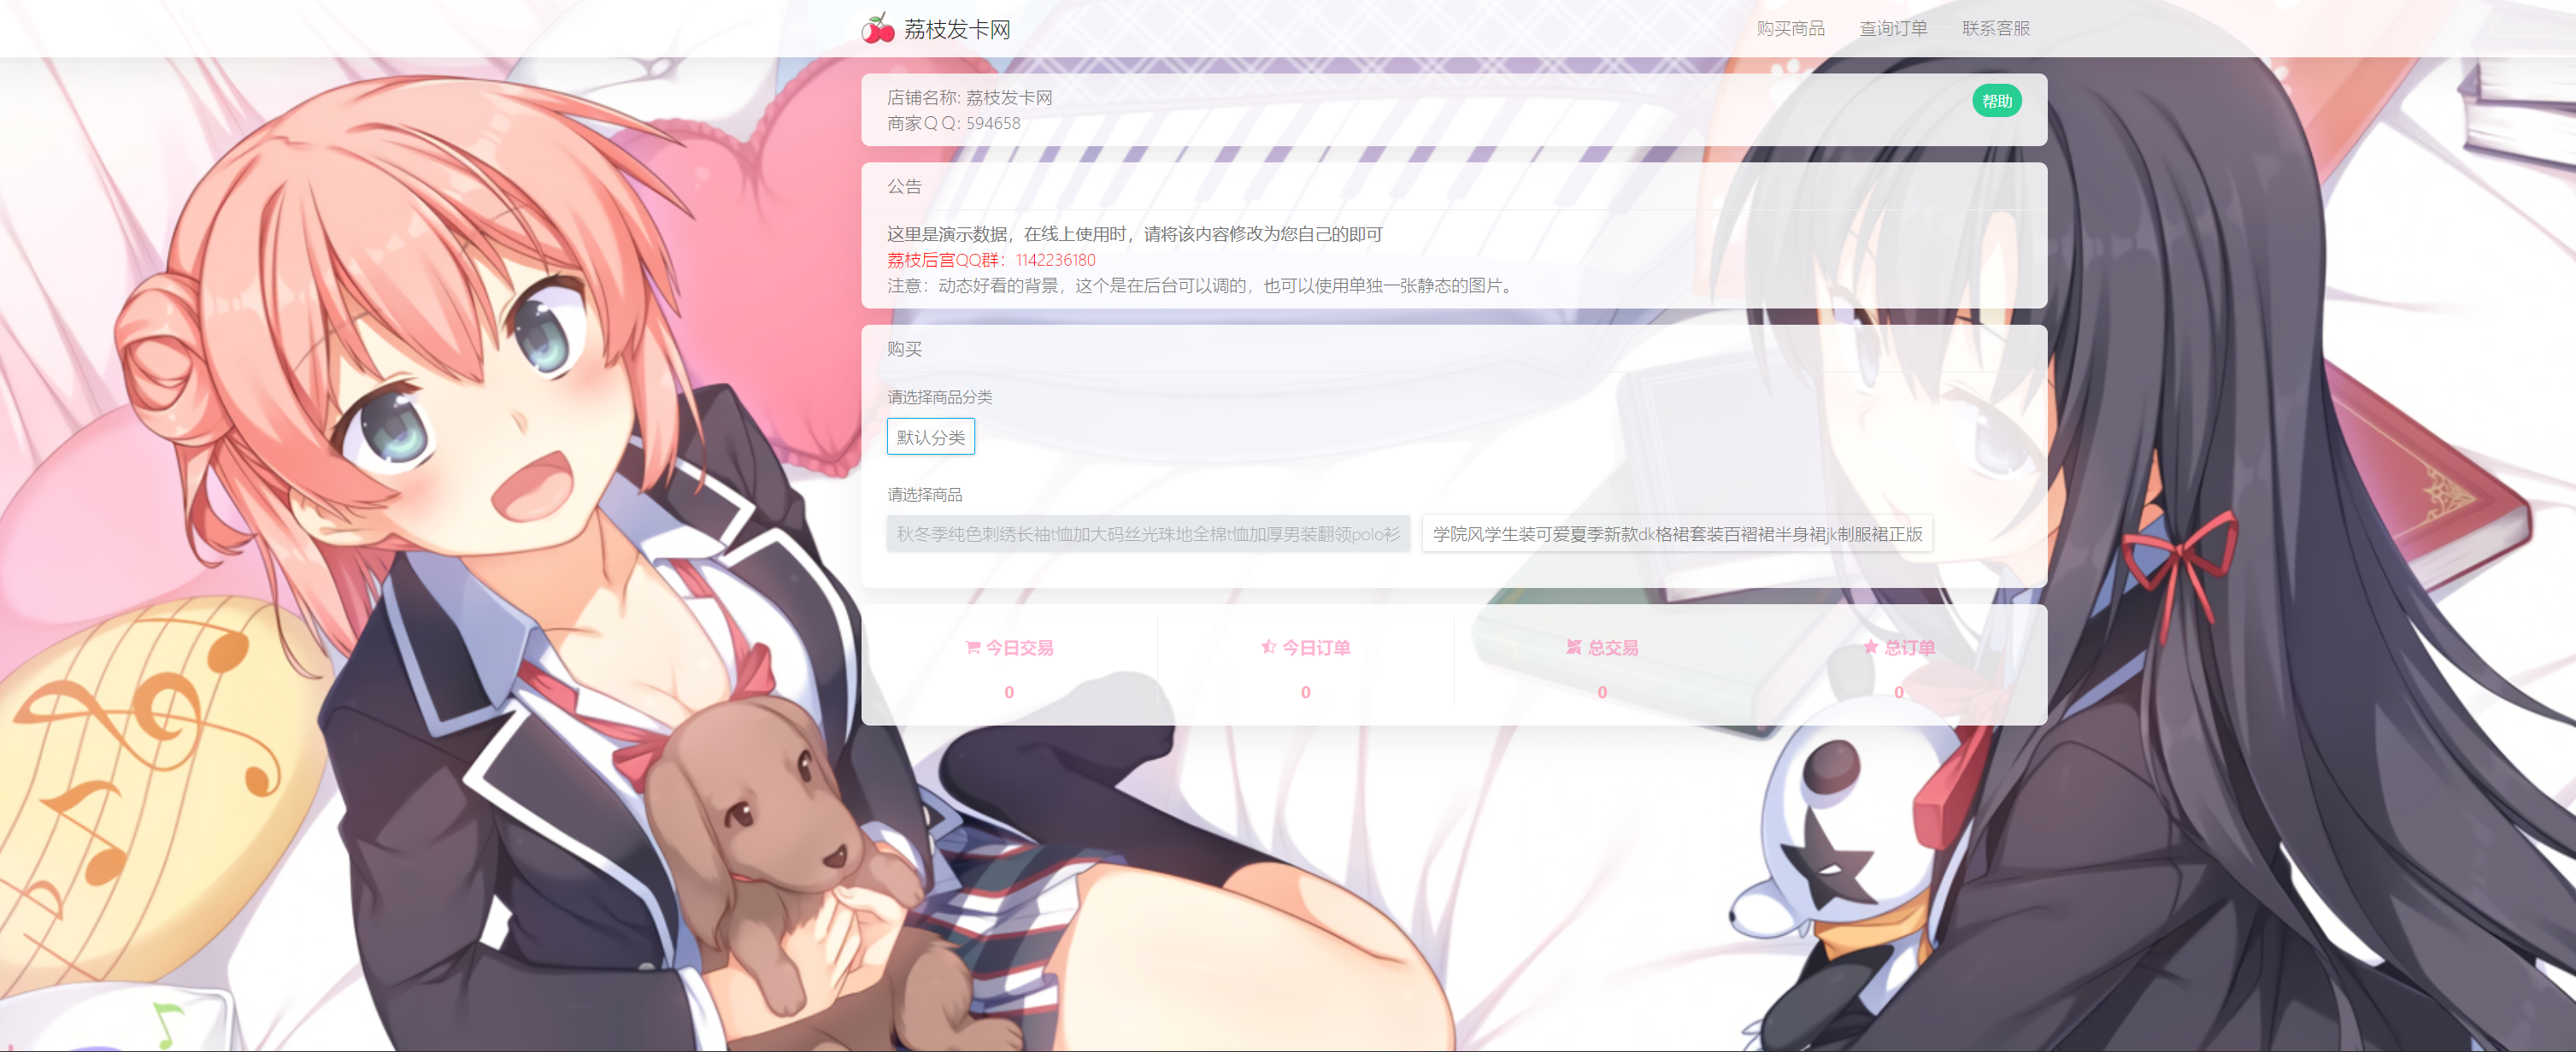 荔枝发卡网
购买商品 查询订单 联系客服
店铺名称: 荔枝发卡网
帮助
商家ＱＱ: 594658
公告
这里是演示数据，在线上使用时，请将该内容修改为您自己的即可
荔枝后宫QQ群：1142236180
注意：动态好看的背景，这个是在后台可以调的，也可以使用单独一张静态的图片。
购买
请选择商品分类
默认分类
请选择商品
秋冬季纯色刺绣长袖t恤加大码丝光珠地全棉t恤加厚男装翻领polo衫 学院风学生装可爱夏季新款dk格裙套装百褶裙半身裙jk制服裙正版
今日交易 今日订单 总交易 总订单
0 0 0 0